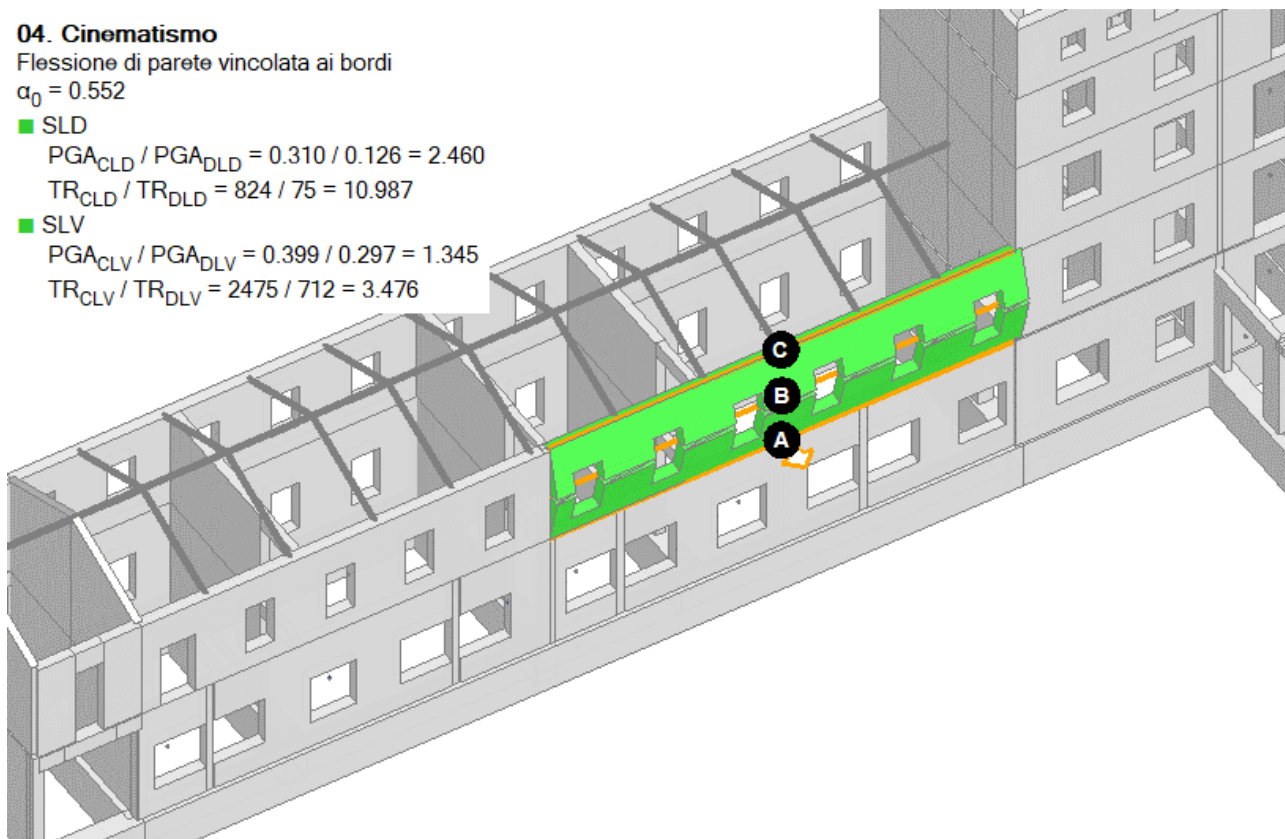 04. Cinematismo
Flessione di parete vincolata ai bordi
α0 = 0.552
SLD
PGACLD / PGADLD = 0.310 / 0.126 = 2.460
TRCLD / TRDLD = 824 / 75 = 10.987
SLV
PGACLV / PGADLV = 0.399 / 0.297 = 1.345
TRCLV / TRDLV = 2475 / 712 = 3.476
C
B
A